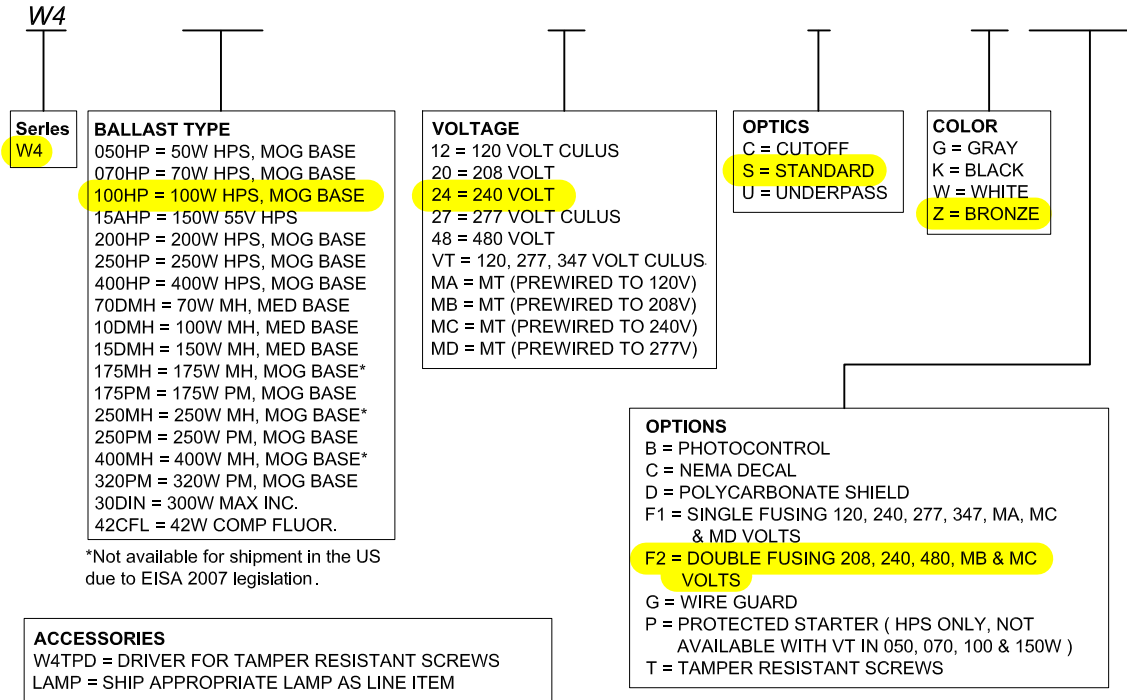 W4
Series
W4
BALLAST TYPE
050HP = 50W HPS, MOG BASE
070HP = 70W HPS, MOG BASE
100HP = 100W HPS, MOG BASE
15AHP = 150W 55V HPS
200HP = 200W HPS, MOG BASE
250HP = 250W HPS, MOG BASE
400HP = 400W HPS, MOG BASE
70DMH = 70W MH, MED BASE
10DMH = 100W MH, MED BASE
15DMH = 150W MH, MED BASE
175MH = 175W MH, MOG BASE*
175PM = 175W PM, MOG BASE
250MH = 250W MH, MOG BASE*
250PM = 250W PM, MOG BASE
400MH = 400W MH, MOG BASE*
320PM = 320W PM, MOG BASE
30DIN = 300W MAX INC.
42CFL = 42W COMP FLUOR.
*Not available for shipment in the US
due to EISA 2007 legislation.
VOLTAGE
12 = 120 VOLT CULUS
20 = 208 VOLT
24 = 240 VOLT
27 = 277 VOLT CULUS
48 = 480 VOLT
VT = 120, 277, 347 VOLT CULUS
MA = MT (PREWIRED TO 120V)
MB = MT (PREWIRED TO 208V)
MC = MT (PREWIRED TO 240V)
MD = MT (PREWIRED TO 277V)
OPTICS
C = CUTOFF
S = STANDARD
U = UNDERPASS
COLOR
G = GRAY
K = BLACK
W = WHITE
Z = BRONZE
OPTIONS
B = PHOTOCONTROL
C = NEMA DECAL
D = POLYCARBONATE SHIELD
F1 = SINGLE FUSING 120, 240, 277, 347, MA, MC
& MD VOLTS
F2 = DOUBLE FUSING 208, 240, 480, MB & MC
VOLTS
G = WIRE GUARD
P = PROTECTED STARTER ( HPS ONLY, NOT
AVAILABLE WITH VT IN 050, 070, 100 & 150W )
T = TAMPER RESISTANT SCREWS
ACCESSORIES
W4TPD = DRIVER FOR TAMPER RESISTANT SCREWS
LAMP = SHIP APPROPRIATE LAMP AS LINE ITEM